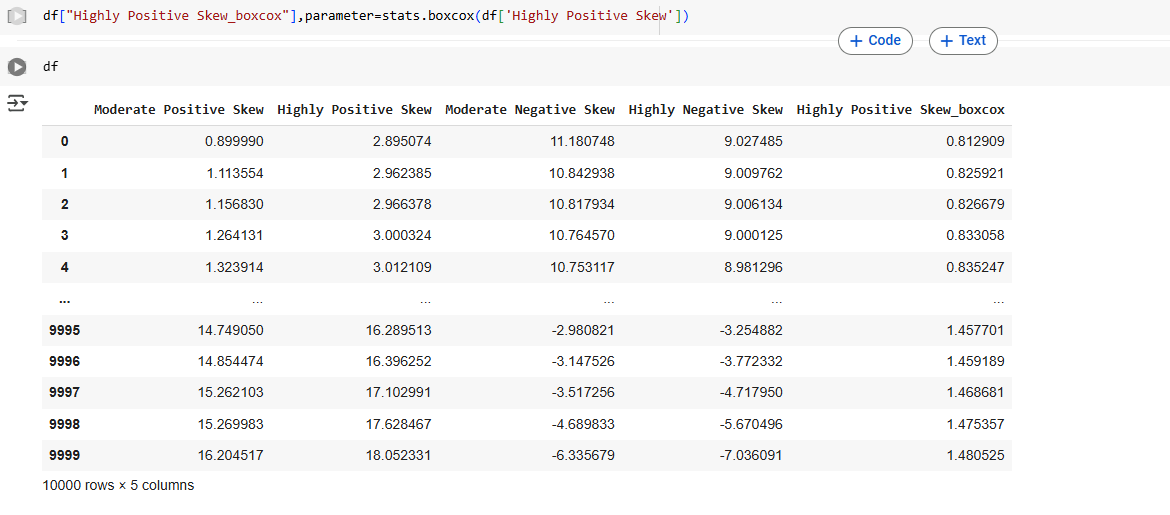 df["Highly Positive Skew_boxcox"],parameter=stats.boxcox(df['Highly Positive Skew'])
+ Code + Text
df
Moderate Positive Skew Highly Positive Skew Moderate Negative Skew Highly Negative Skew Highly Positive Skew_boxcox
0 0.899990 2.895074 11.180748 9.027485 0.812909
1 1.113554 2.962385 10.842938 9.009762 0.825921
2 1.156830 2.966378 10.817934 9.006134 0.826679
3 1.264131 3.000324 10.764570 9.000125 0.833058
4 1.323914 3.012109 10.753117 8.981296 0.835247
... ... ... ... ... ...
9995 14.749050 16.289513 -2.980821 -3.254882 1.457701
9996 14.854474 16.396252 -3.147526 -3.772332 1.459189
9997 15.262103 17.102991 -3.517256 -4.717950 1.468681
9998 15.269983 17.628467 -4.689833 -5.670496 1.475357
9999 16.204517 18.052331 -6.335679 -7.036091 1.480525
10000 rows × 5 columns